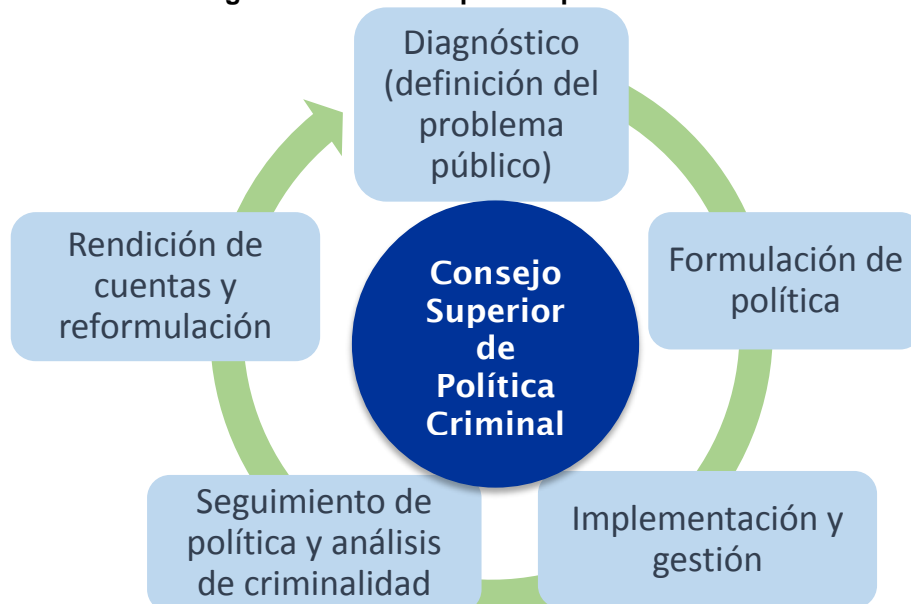 Diagnóstico
(definición del
problema
público)
Formulación de
política
Implementación y
gestión
Seguimiento de
política y análisis
de criminalidad
Rendición de
cuentas y
reformulación
Consejo
Superior
de
Política
Criminal